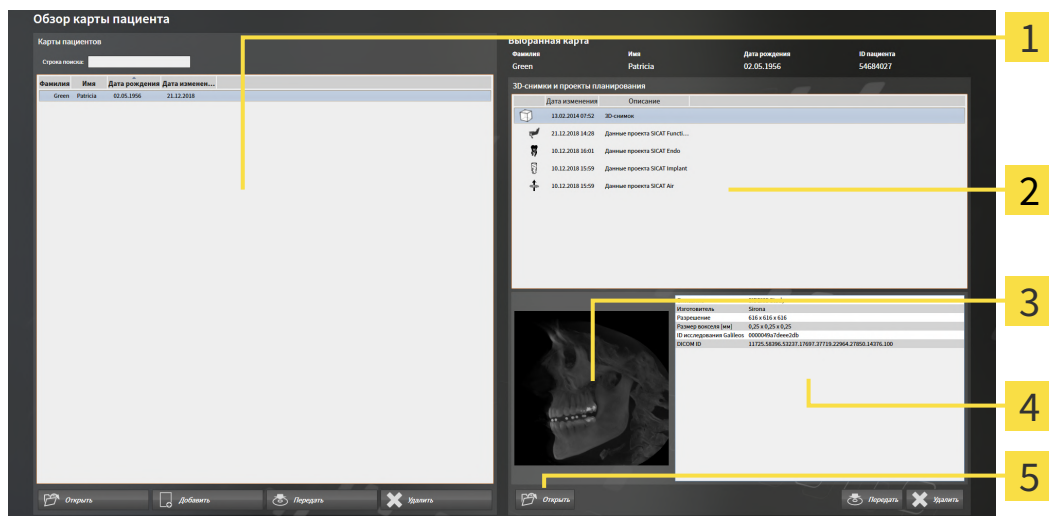 Обзор карты пациента
Карты пациентов
Строка поиска:
Фамилия Имя Дата рождения Дата изменен...
Green Patricia 02.05.1956 21.12.2018
Открыть Добавить Передать Удалить
Выбранная карта
Фамилия Имя Дата рождения ID пациента
Green Patricia 02.05.1956 54684027
3D-снимки и проекты планирования
Дата изменения Описание
13.02.2014 07:52 3D-снимок
21.12.2018 14:28 Данные проекта SICAT Functi...
10.12.2018 16:01 Данные проекта SICAT Endo
10.12.2018 15:59 Данные проекта SICAT Implant
10.12.2018 15:59 Данные проекта SICAT Air
Изготовитель Sirona
Разрешение 616 x 616 x 616
Размер вокселя [мм] 0,25 x 0,25 x 0,25
ID исследования Galileos 0000049a7deee2db
DICOM ID 11725.58396.53237.17697.37719.22964.27850.14376.100
Открыть Передать Удалить
1
2
3
4
5